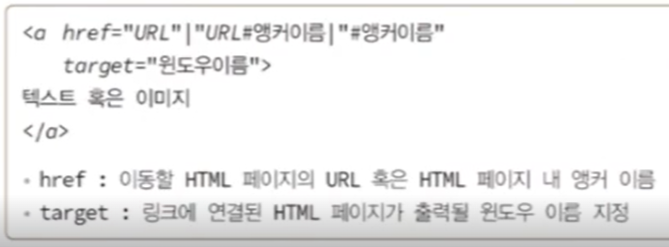 <a href="URL"|"URL#앵커이름|"#앵커이름"
target="윈도우이름">
텍스트 혹은 이미지
</a>
• href : 이동할 HTML 페이지의 URL 혹은 HTML 페이지 내 앵커 이름
• target : 링크에 연결된 HTML 페이지가 출력될 윈도우 이름 지정